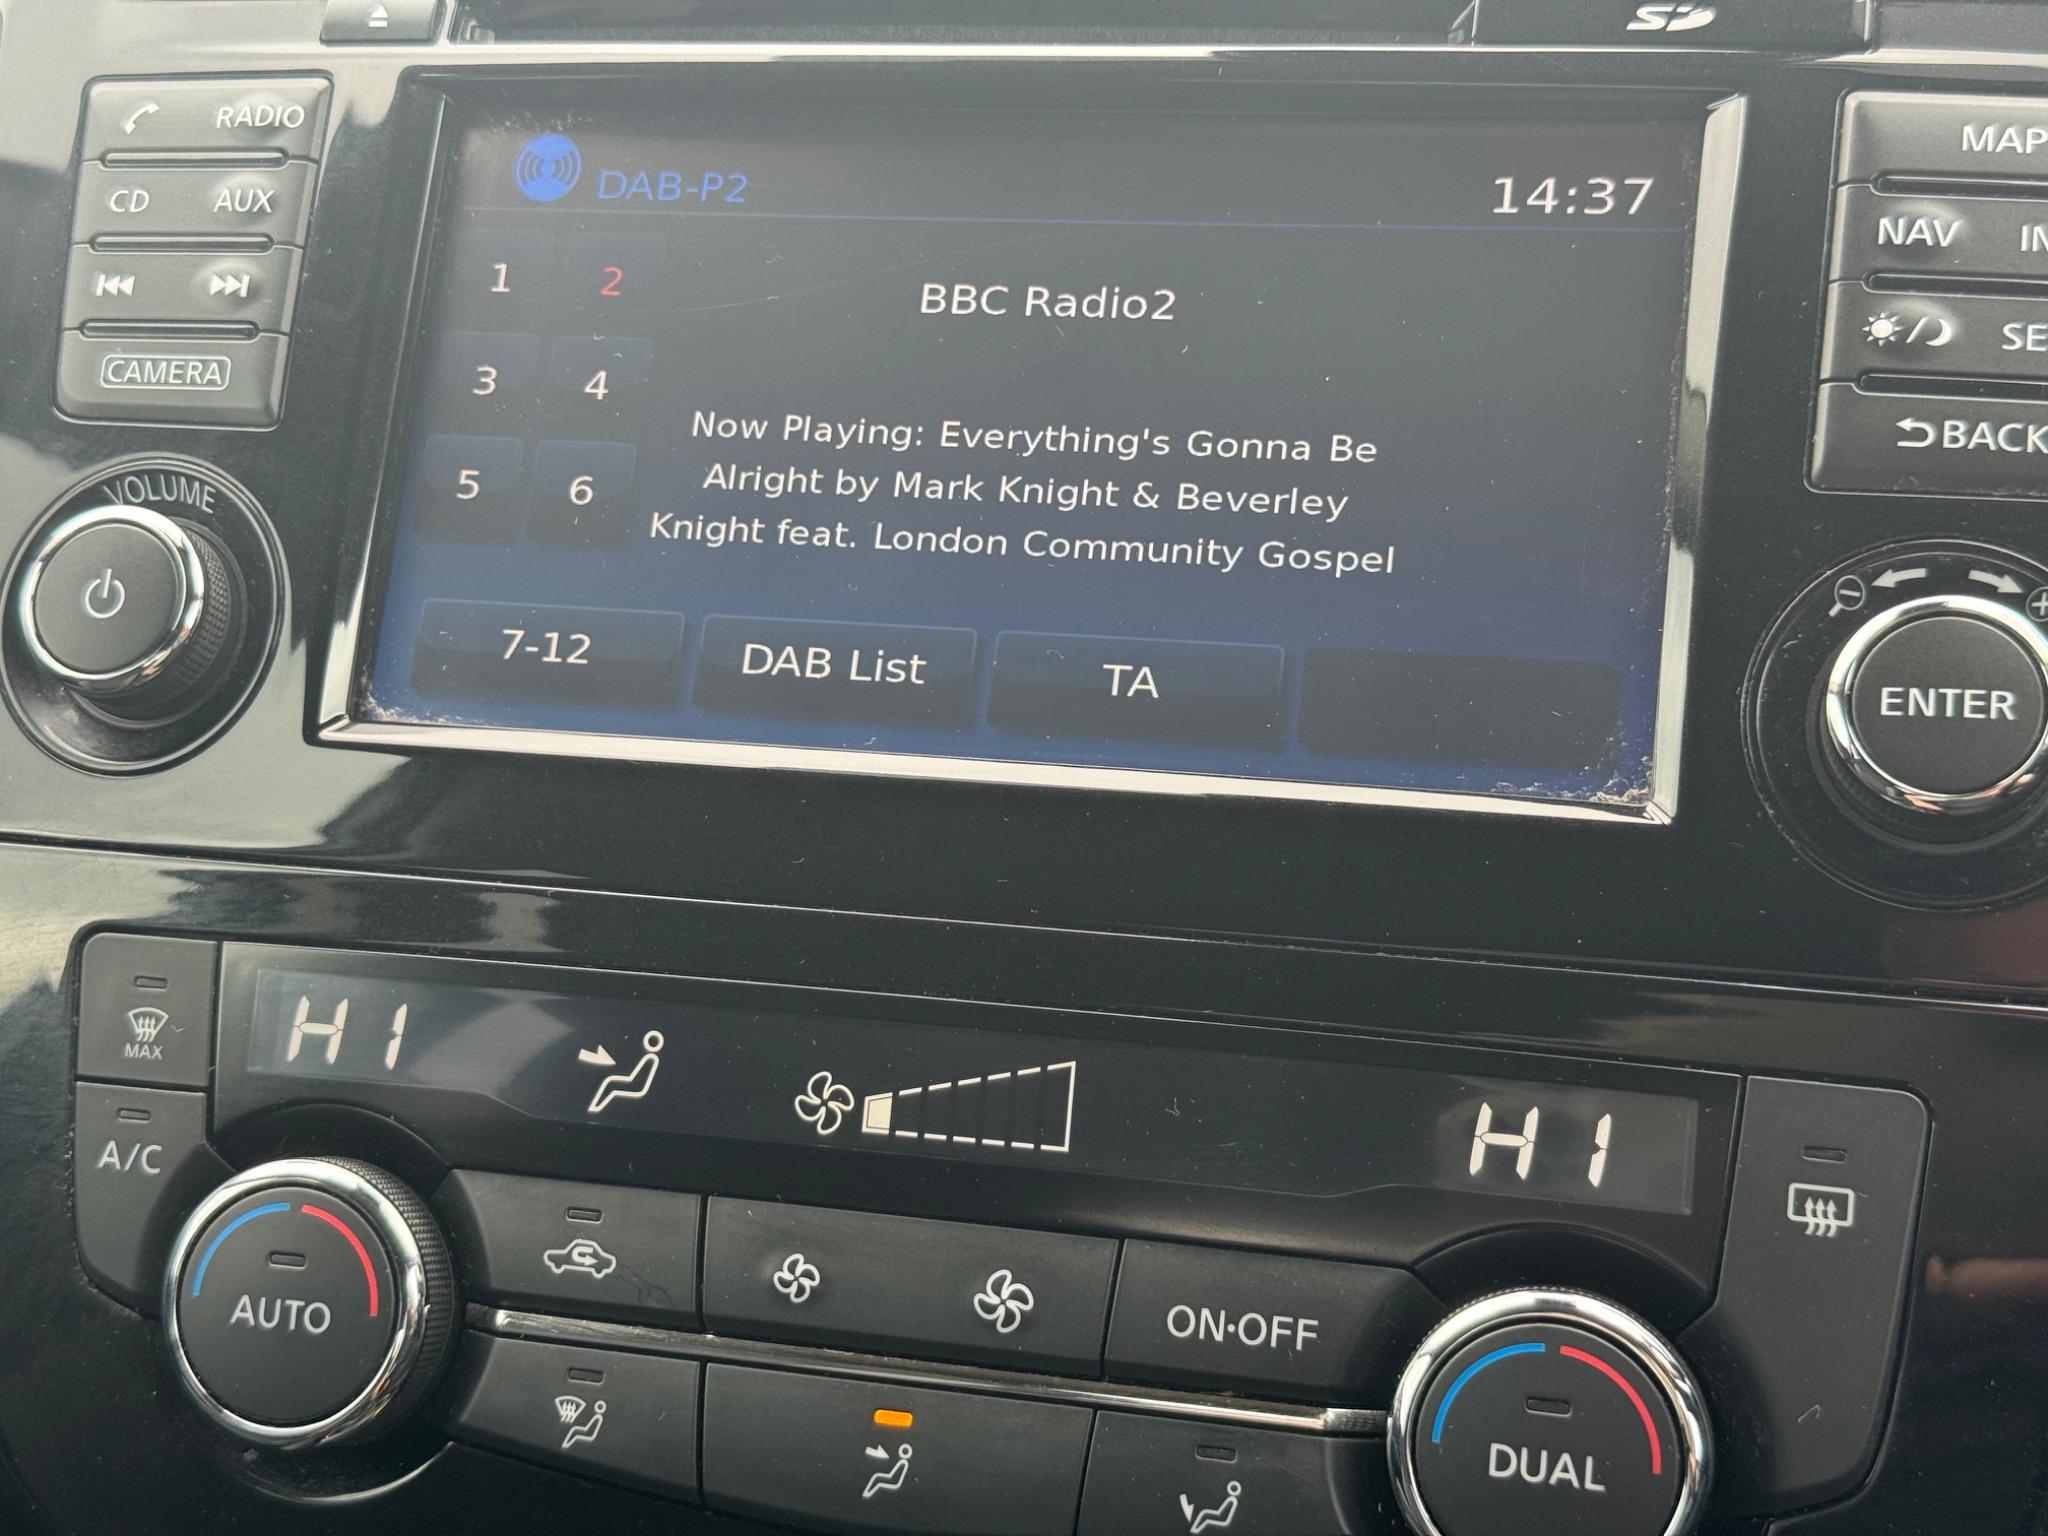 SD
RADIO
CD AUX
CAMERA
VOLUME
DAB-P2
14:37
1 2
3 4
5 6
BBC Radio2
Now Playing: Everything's Gonna Be
Alright by Mark Knight & Beverley
Knight feat. London Community Gospel
7-12 DAB List TA
MAP
NAV
BACK
ENTER
MAX
HI
HI
A/C
AUTO
ON•OFF
DUAL